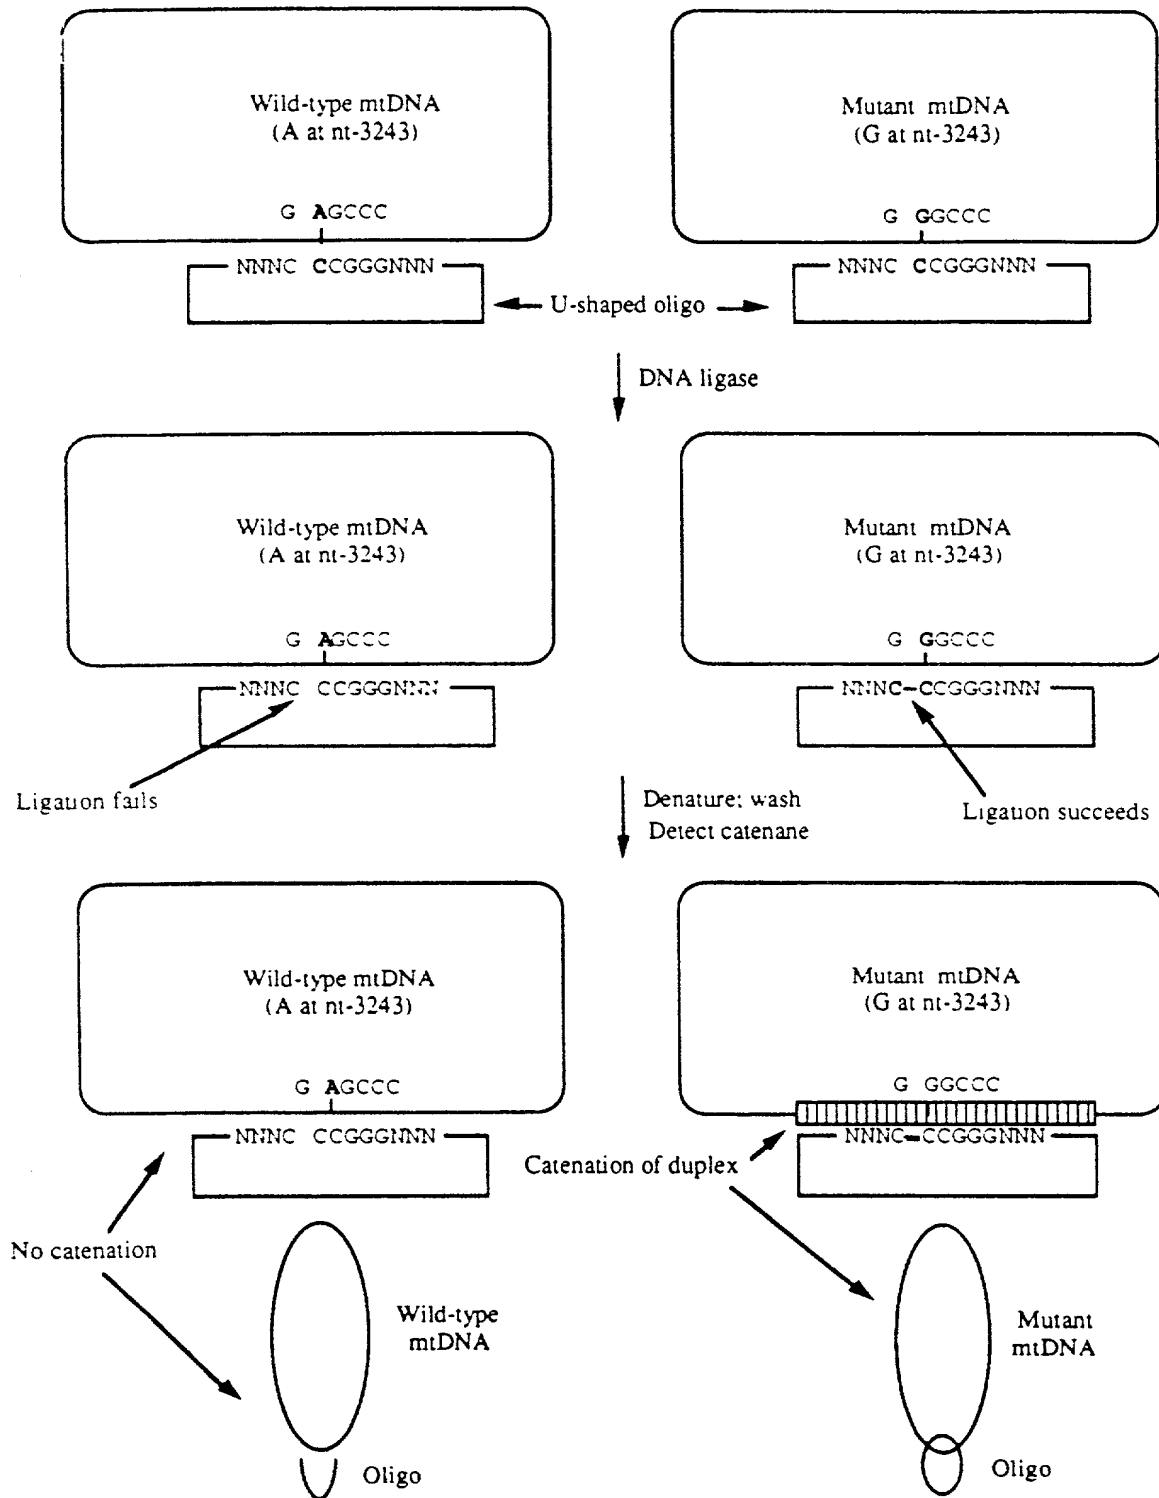 Wild-type mtDNA
(A at nt-3243)
Mutant mtDNA
(G at nt-3243)
G AGCCC
G GGCCC
NNNC CCGGGNNN
NNNC CCGGGNNN
U-shaped oligo
DNA ligase
Wild-type mtDNA
(A at nt-3243)
Mutant mtDNA
(G at nt-3243)
G AGCCC
G GGCCC
NNNC CCGGGNNN
NNNC-CCGGGNNN
Ligation fails
Denature; wash
Detect catenane
Ligation succeeds
Wild-type mtDNA
(A at nt-3243)
Mutant mtDNA
(G at nt-3243)
G AGCCC
G GGCCC
NNNC CCGGGNNN
NNNC-CCGGGNNN
Catenation of duplex
No catenation
Wild-type
mtDNA
Mutant
mtDNA
Oligo
Oligo